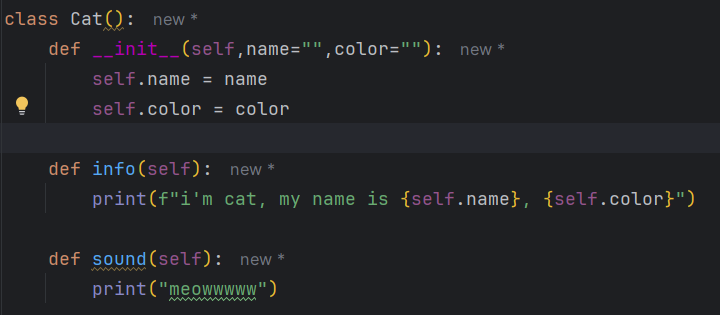 class Cat():  new *
    def __init__(self,name="",color=""):  new *
        self.name = name
        self.color = color

    def info(self):  new *
        print(f"i'm cat, my name is {self.name}, {self.color}")

    def sound(self):  new *
        print("meowwwww")